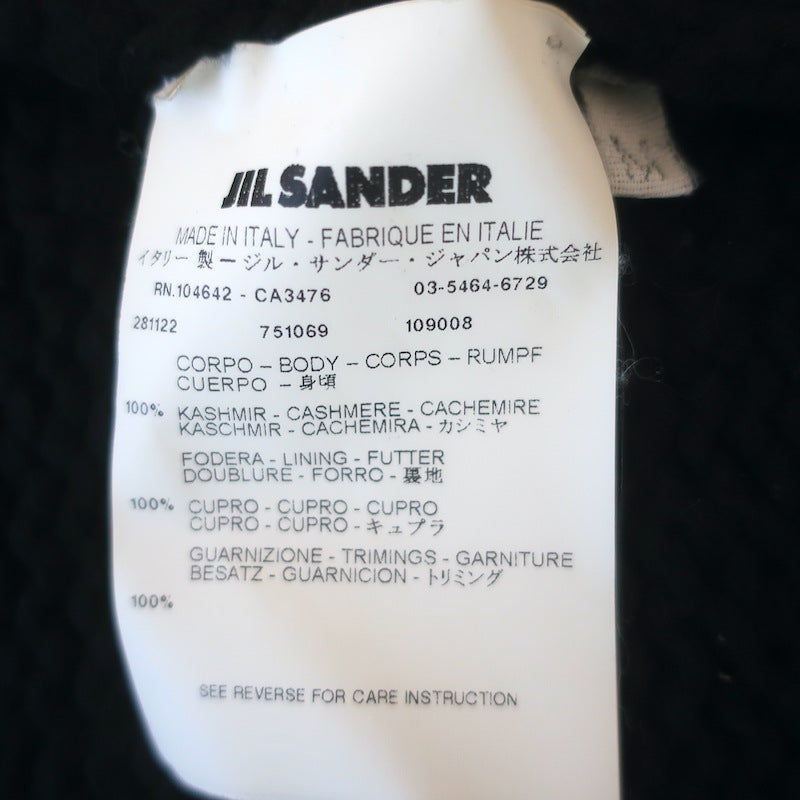 JIL SANDER
MADE IN ITALY - FABRIQUE EN ITALIE
イタリー 製 ー ジル・サンダー・ジャパン株式会社
RN.104642 - CA3476 03-5464-6729
281122 751069 109008
CORPO - BODY - CORPS - RUMPF
CUERPO - 身頃
100% KASHMIR - CASHMERE - CACHEMIRE
KASCHMIR - CACHEMIRA - カシミヤ
FODERA - LINING - FUTTER
DOUBLURE - FORRO - 裏地
100% CUPRO - CUPRO - CUPRO
CUPRO - CUPRO - キュプラ
GUARNIZIONE - TRIMINGS - GARNITURE
BESATZ - GUARNICION - トリミング
100%
SEE REVERSE FOR CARE INSTRUCTION